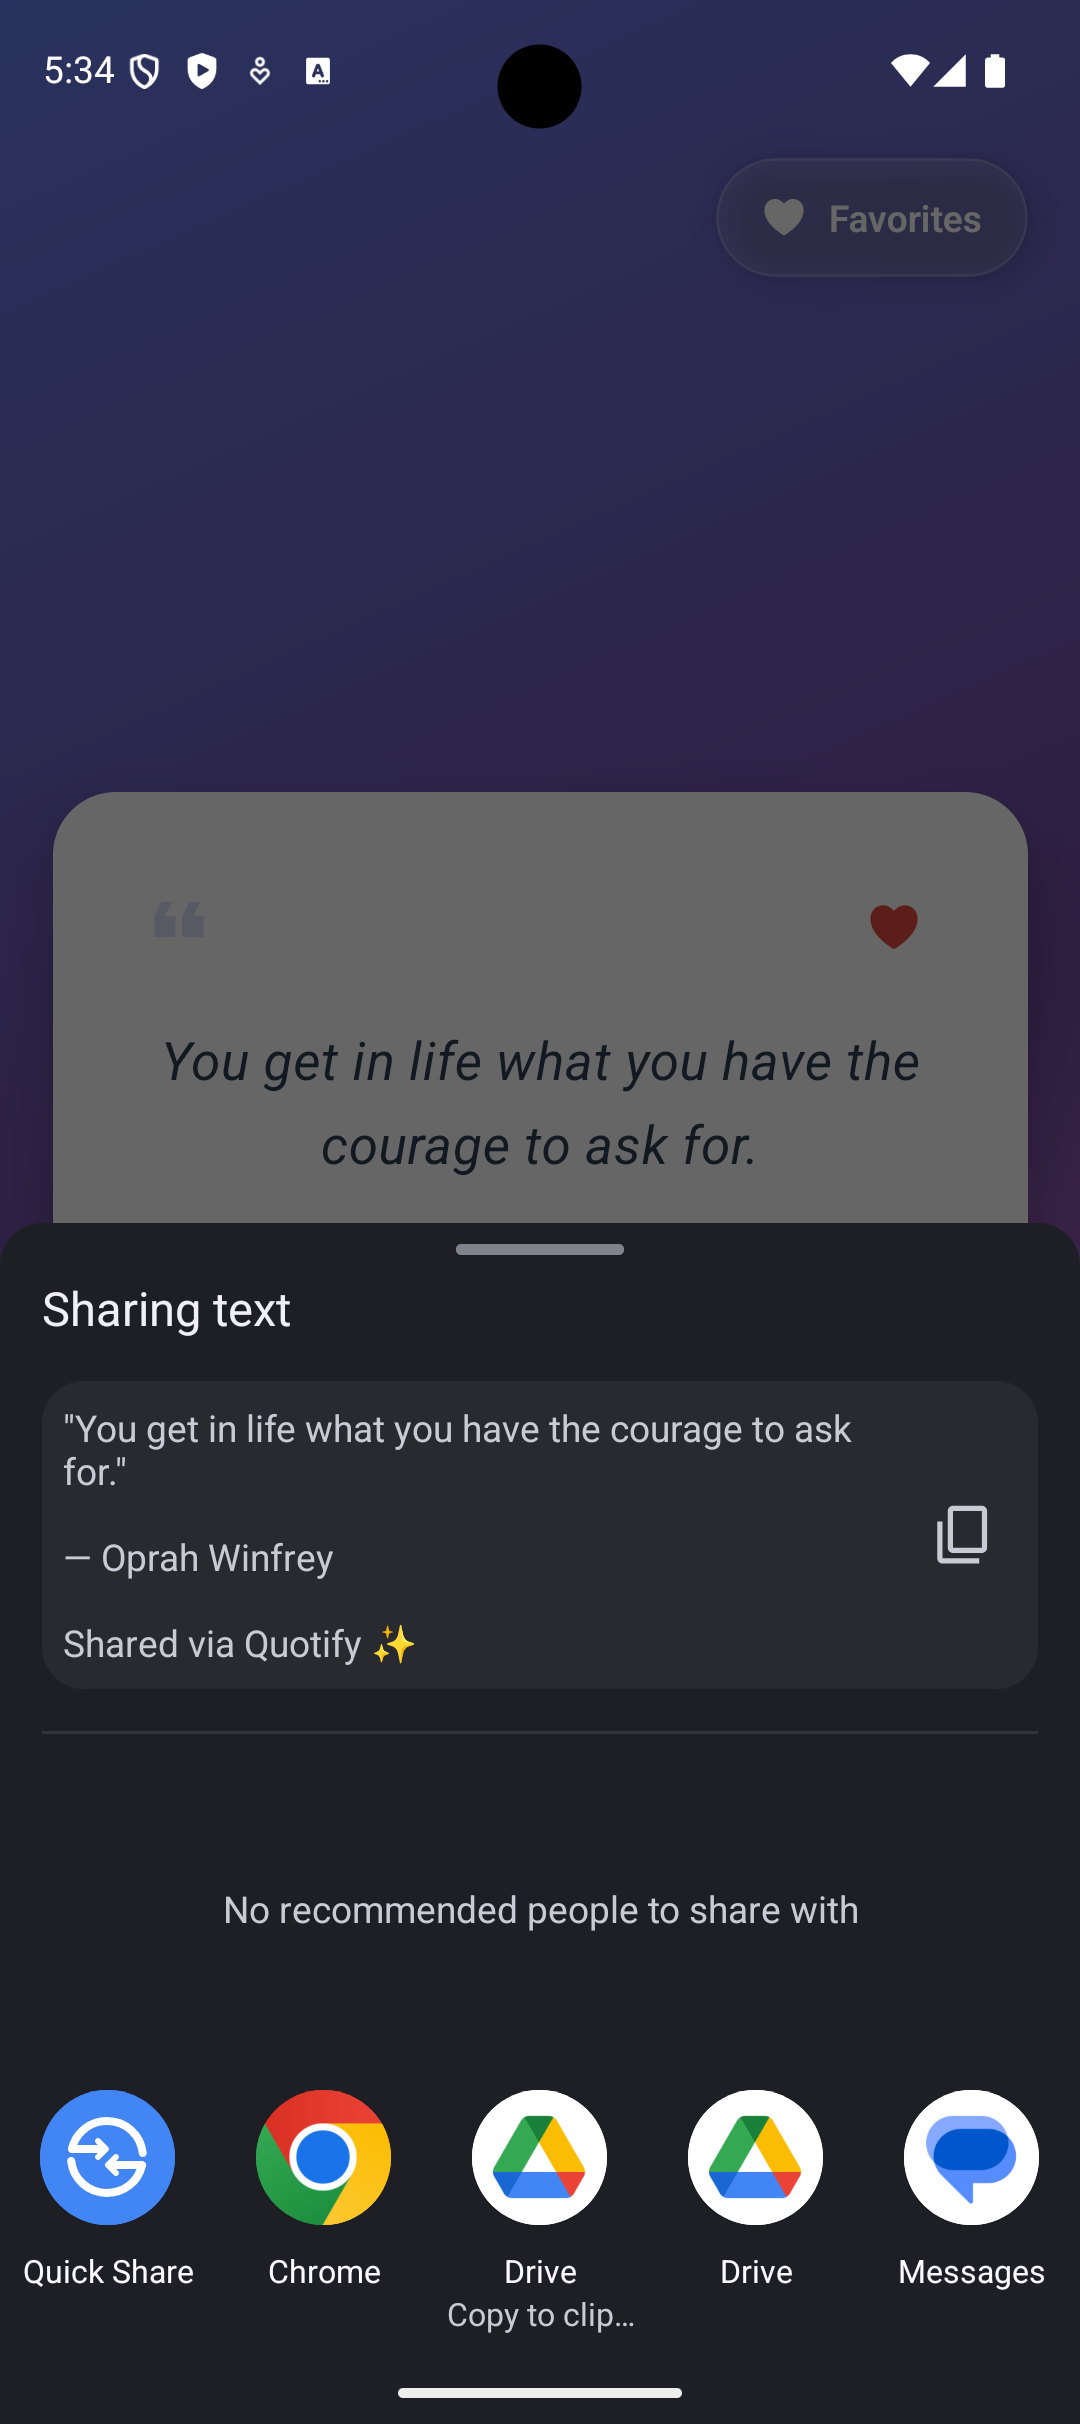 5:34
Favorites
You get in life what you have the
courage to ask for.
Sharing text
"You get in life what you have the courage to ask
for."
— Oprah Winfrey
Shared via Quotify ✨
No recommended people to share with
Quick Share
Chrome
Drive
Copy to clip...
Drive
Messages